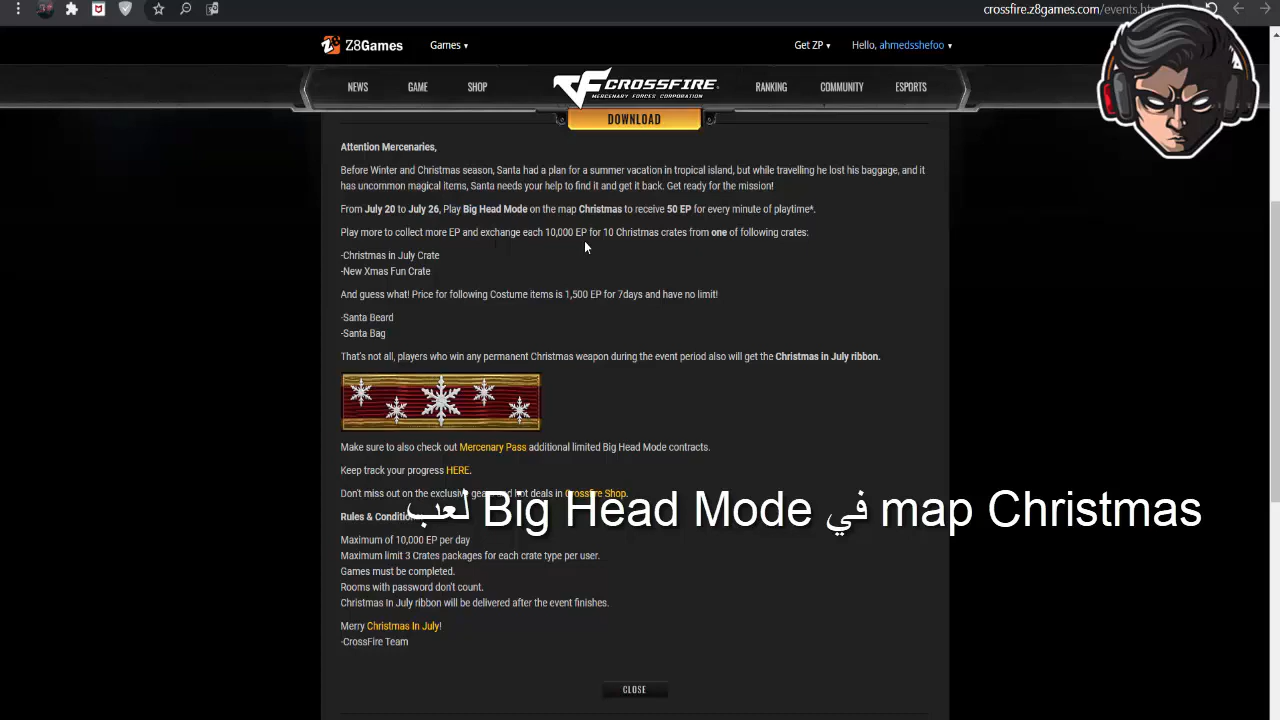 crossfire.z8games.com/events.ht
Z8Games
Games
Get ZP
Hello, ahmedsshefoo
NEWS
GAME
SHOP
CROSSFIRE
MERCENARY FORCES CORPORATION
RANKING
COMMUNITY
ESPORTS
DOWNLOAD
Attention Mercenaries,
Before Winter and Christmas season, Santa had a plan for a summer vacation in tropical island, but while travelling he lost his baggage, and it
has uncommon magical items, Santa needs your help to find it and get it back. Get ready for the mission!
From July 20 to July 26, Play Big Head Mode on the map Christmas to receive 50 EP for every minute of playtime*.
Play more to collect more EP and exchange each 10,000 EP for 10 Christmas crates from one of following crates:
-Christmas in July Crate
-New Xmas Fun Crate
And guess what! Price for following Costume items is 1,500 EP for 7days and have no limit!
-Santa Beard
-Santa Bag
That's not all, players who win any permanent Christmas weapon during the event period also will get the Christmas in July ribbon.
Make sure to also check out Mercenary Pass additional limited Big Head Mode contracts.
Keep track your progress HERE.
Don't miss out on the exclusive gears and hot deals in Crossfire Shop.
لعب Big Head Mode في map Christmas
Rules & Condition
Maximum of 10,000 EP per day
Maximum limit 3 Crates packages for each crate type per user.
Games must be completed.
Rooms with password don't count.
Christmas In July ribbon will be delivered after the event finishes.
Merry Christmas In July!
-CrossFire Team
CLOSE